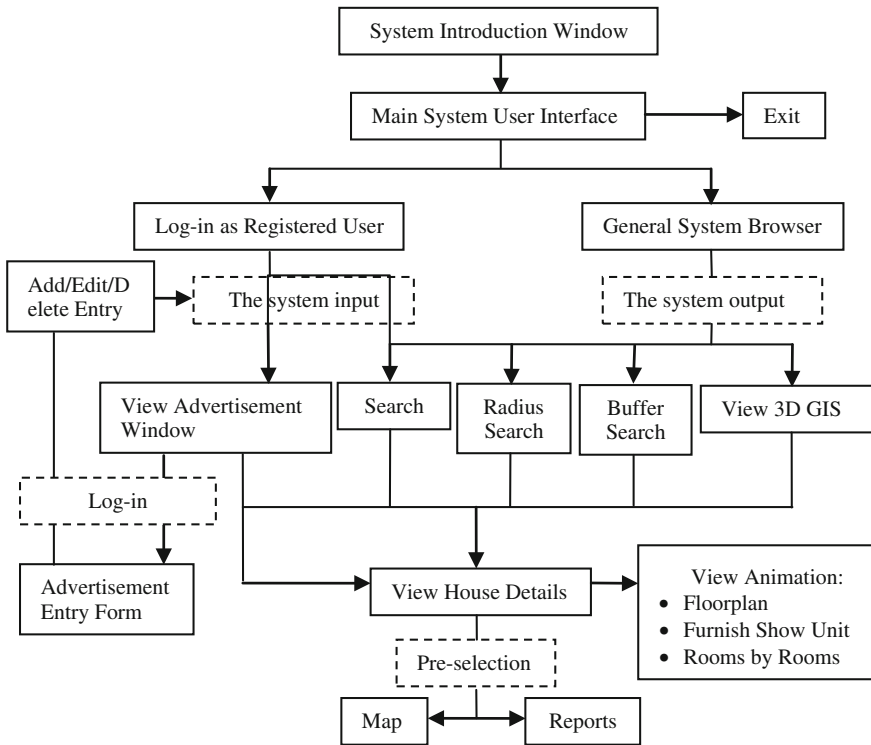 System Introduction Window
Main System User Interface
Exit
Log-in as Registered User
General System Browser
Add/Edit/D
elete Entry
The system input
The system output
View Advertisement
Window
Search
Radius
Search
Buffer
Search
View 3D GIS
Log-in
Advertisement
Entry Form
View House Details
View Animation:
• Floorplan
• Furnish Show Unit
• Rooms by Rooms
Pre-selection
Map
Reports